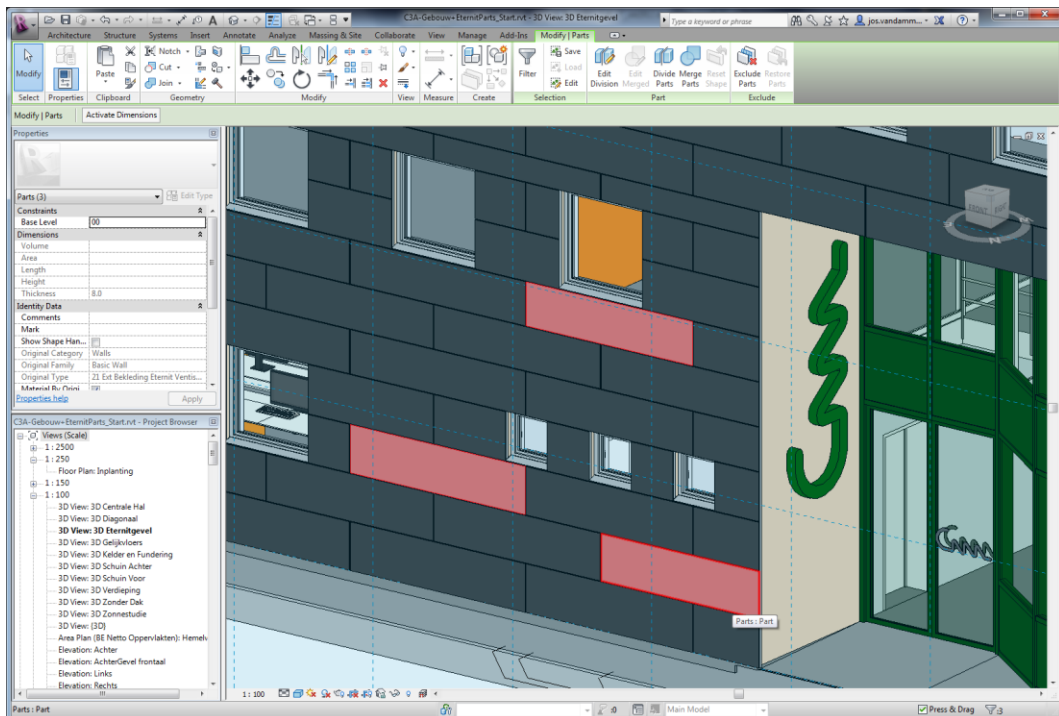 C3A-Gebouw+EternitParts_Start.rvt - 3D View: 3D Eternitgevel
Type a keyword or phrase
jos.vandamm...
Architecture Structure Systems Insert Annotate Analyze Massing & Site Collaborate View Manage Add-Ins Modify | Parts
Modify
Paste
Notch
Cut
Join
Filter
Save
Load
Edit
Edit Division
Edit Merged
Divide Parts
Merge Parts
Reset Shape
Exclude Parts
Restore Parts
Select Properties Clipboard Geometry Modify View Measure Create Selection Part Exclude
Modify | Parts Activate Dimensions
Properties
Parts (3) Edit Type
Constraints
Base Level 00
Dimensions
Volume
Area
Length
Height
Thickness 8.0
Identity Data
Comments
Mark
Show Shape Han...
Original Category Walls
Original Family Basic Wall
Original Type 21 Ext Bekleding Eternit Ventis...
Material By Origi...
Properties help Apply
C3A-Gebouw+EternitParts_Start.rvt - Project Browser
Views (Scale)
1 : 2500
1 : 250
Floor Plan: Inplanting
1 : 150
1 : 100
3D View: 3D Centrale Hal
3D View: 3D Diagonaal
3D View: 3D Eternitgevel
3D View: 3D Gelijkvloers
3D View: 3D Kelder en Fundering
3D View: 3D Schuin Achter
3D View: 3D Schuin Voor
3D View: 3D Verdieping
3D View: 3D Zonder Dak
3D View: 3D Zonnestudie
3D View: {3D}
Area Plan (BE Netto Oppervlakten): Hemelw
Elevation: Achter
Elevation: AchterGevel frontaal
Elevation: Links
Elevation: Rechts
FRONT
N
Parts : Part
1 : 100
Parts : Part
:0
Main Model
Press & Drag
:3